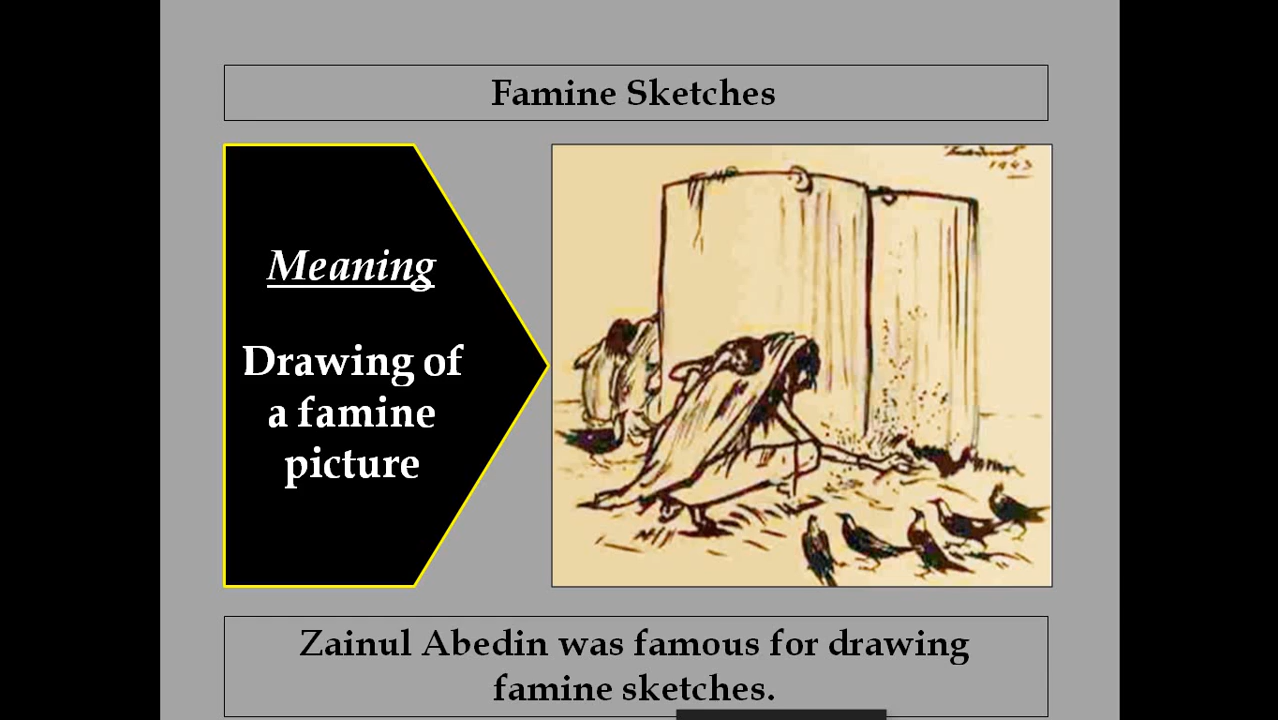 Famine Sketches
Meaning
Drawing of
a famine
picture
1943
Zainul Abedin was famous for drawing
famine sketches.